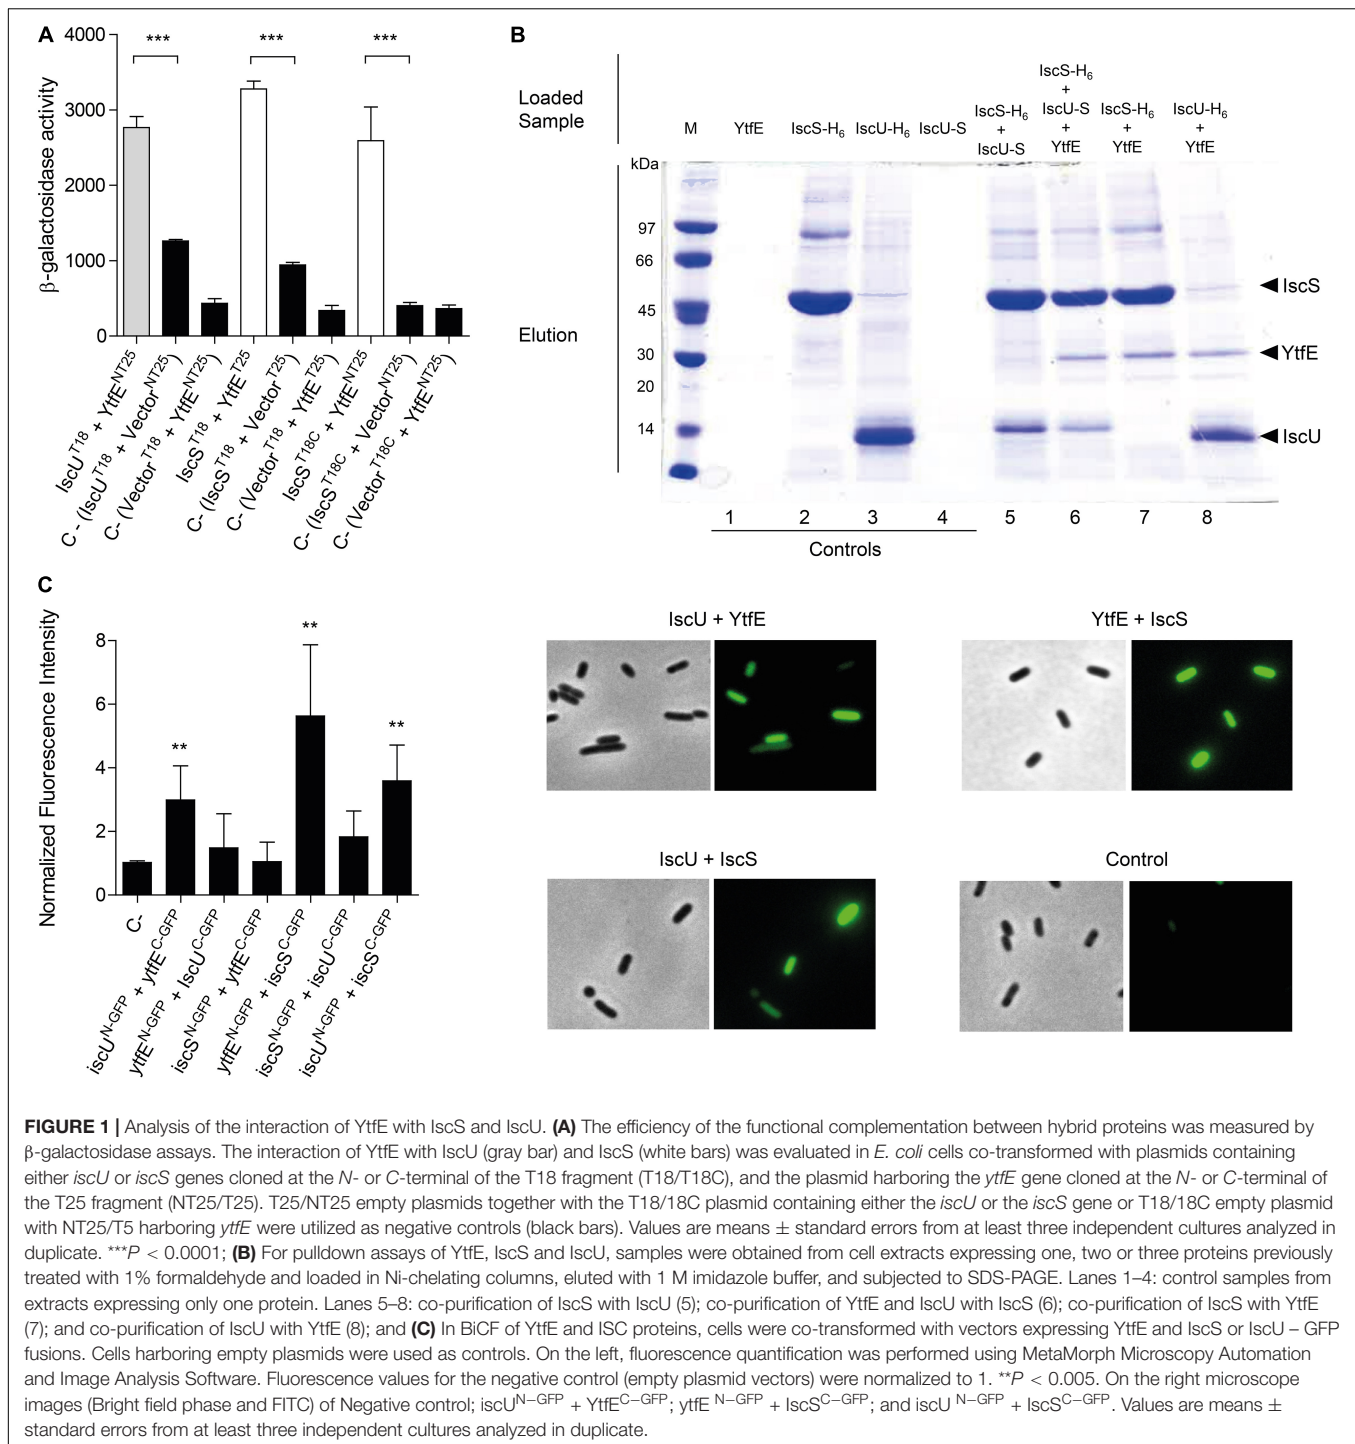 A
4000
3000
2000
1000
0
β-galactosidase activity
***
***
***
IscU^T18 + YtfE^NT25
C - (IscU^T18 + Vector^NT25)
C- (Vector^T18 + YtfE^NT25)
IscS^T18 + YtfE^T25
C- (IscS^T18 + Vector^T25)
C- (Vector^T18 + YtfE^T25)
IscS^T18C + YtfE^NT25
C- (IscS^T18C + Vector^NT25)
C- (Vector^T18C + YtfE^NT25)
B
Loaded
Sample
M
YtfE
IscS-H₆
IscU-H₆
IscU-S
IscS-H₆
+
IscU-S
IscS-H₆
+
IscU-S
+
YtfE
IscS-H₆
+
YtfE
IscU-H₆
+
YtfE
kDa
97
66
45
30
20
14
Elution
IscS
YtfE
IscU
1 2 3 4 5 6 7 8
Controls
C
Normalized Fluorescence Intensity
8
6
4
2
0
**
**
**
C-
iscU^N-GFP + ytfE^C-GFP
ytfE^N-GFP + IscU^C-GFP
iscS^N-GFP + ytfE^C-GFP
ytfE^N-GFP + iscS^C-GFP
iscS^N-GFP + iscU^C-GFP
iscU^N-GFP + iscS^C-GFP
IscU + YtfE
YtfE + IscS
IscU + IscS
Control
FIGURE 1 | Analysis of the interaction of YtfE with IscS and IscU. (A) The efficiency of the functional complementation between hybrid proteins was measured by
β-galactosidase assays. The interaction of YtfE with IscU (gray bar) and IscS (white bars) was evaluated in E. coli cells co-transformed with plasmids containing
either iscU or iscS genes cloned at the N- or C-terminal of the T18 fragment (T18/T18C), and the plasmid harboring the ytfE gene cloned at the N- or C-terminal of
the T25 fragment (NT25/T25). T25/NT25 empty plasmids together with the T18/18C plasmid containing either the iscU or the iscS gene or T18/18C empty plasmid
with NT25/T5 harboring ytfE were utilized as negative controls (black bars). Values are means ± standard errors from at least three independent cultures analyzed in
duplicate. ***P < 0.0001; (B) For pulldown assays of YtfE, IscS and IscU, samples were obtained from cell extracts expressing one, two or three proteins previously
treated with 1% formaldehyde and loaded in Ni-chelating columns, eluted with 1 M imidazole buffer, and subjected to SDS-PAGE. Lanes 1–4: control samples from
extracts expressing only one protein. Lanes 5–8: co-purification of IscS with IscU (5); co-purification of YtfE and IscU with IscS (6); co-purification of IscS with YtfE
(7); and co-purification of IscU with YtfE (8); and (C) In BiCF of YtfE and ISC proteins, cells were co-transformed with vectors expressing YtfE and IscS or IscU – GFP
fusions. Cells harboring empty plasmids were used as controls. On the left, fluorescence quantification was performed using MetaMorph Microscopy Automation
and Image Analysis Software. Fluorescence values for the negative control (empty plasmid vectors) were normalized to 1. **P < 0.005. On the right microscope
images (Bright field phase and FITC) of Negative control; iscU^N−GFP + YtfE^C−GFP; ytfE ^N−GFP + IscS^C−GFP; and iscU ^N−GFP + IscS^C−GFP. Values are means ±
standard errors from at least three independent cultures analyzed in duplicate.